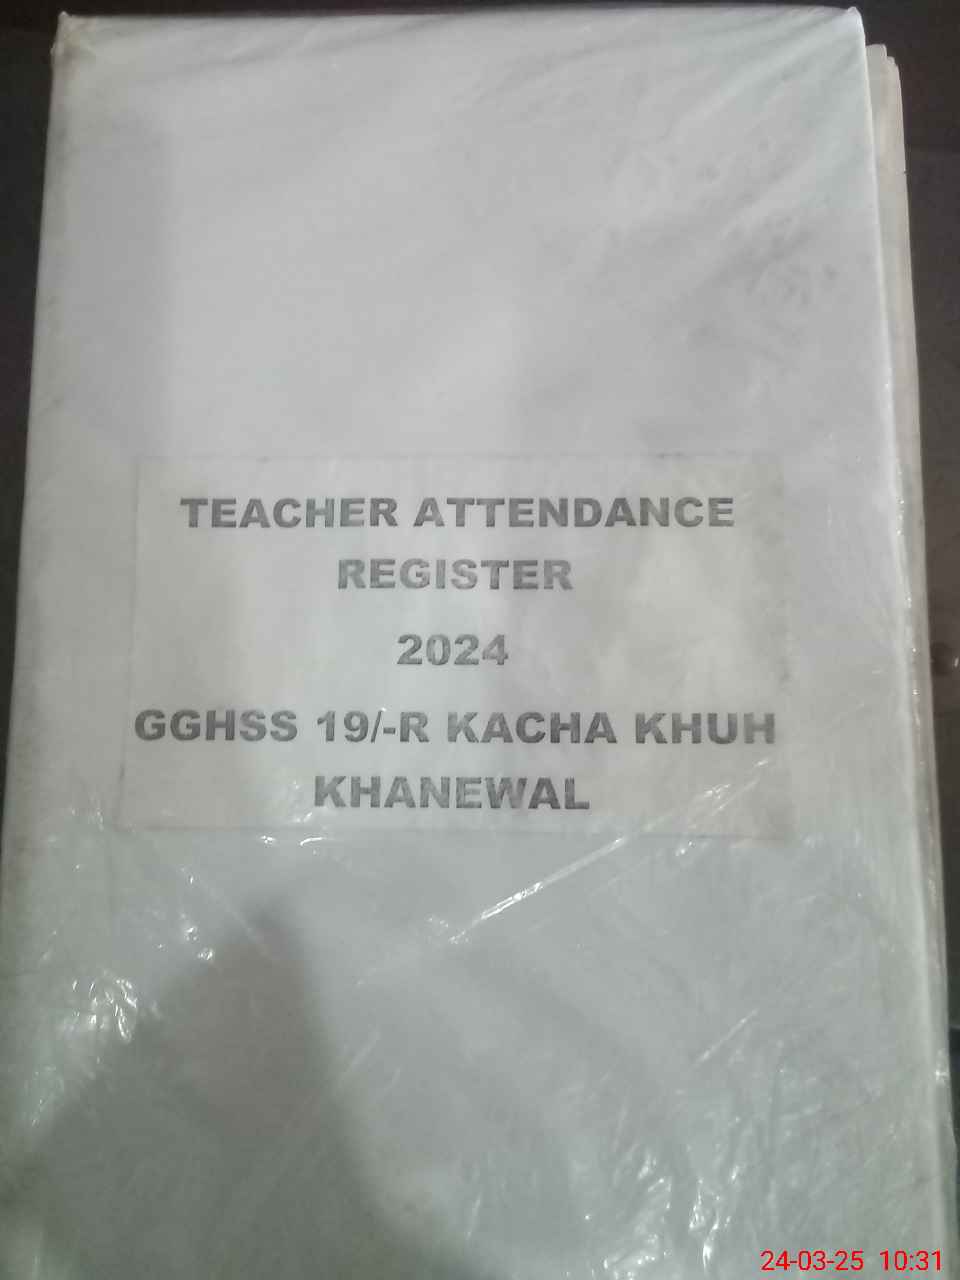 TEACHER ATTENDANCE
REGISTER
2024
GGHSS 19/-R KACHA KHUH
KHANEWAL
24-03-25 10:31